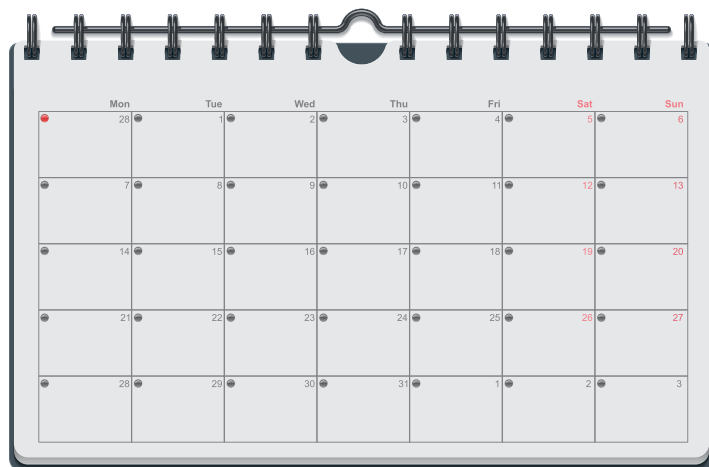 Mon Tue Wed Thu Fri Sat Sun
28 1 2 3 4 5 6
7 8 9 10 11 12 13
14 15 16 17 18 19 20
21 22 23 24 25 26 27
28 29 30 31 1 2 3